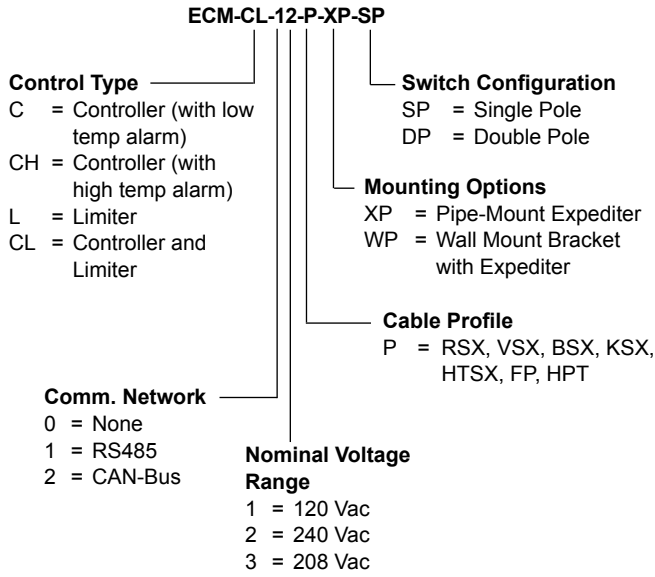 ECM-CL-12-P-XP-SP
Control Type
C = Controller (with low
temp alarm)
CH = Controller (with
high temp alarm)
L = Limiter
CL = Controller and
Limiter
Switch Configuration
SP = Single Pole
DP = Double Pole
Mounting Options
XP = Pipe-Mount Expediter
WP = Wall Mount Bracket
with Expediter
Cable Profile
P = RSX, VSX, BSX, KSX,
HTSX, FP, HPT
Comm. Network
0 = None
1 = RS485
2 = CAN-Bus
Nominal Voltage
Range
1 = 120 Vac
2 = 240 Vac
3 = 208 Vac